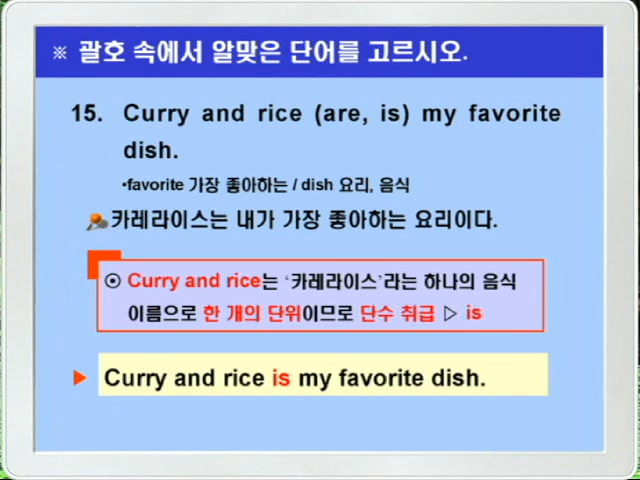 ※ 괄호 속에서 알맞은 단어를 고르시오.
15. Curry and rice (are, is) my favorite
dish.
•favorite 가장 좋아하는 / dish 요리, 음식
카레라이스는 내가 가장 좋아하는 요리이다.
⊙ Curry and rice는 ‘카레라이스’라는 하나의 음식
이름으로 한 개의 단위이므로 단수 취급 ▷ is
▶ Curry and rice is my favorite dish.